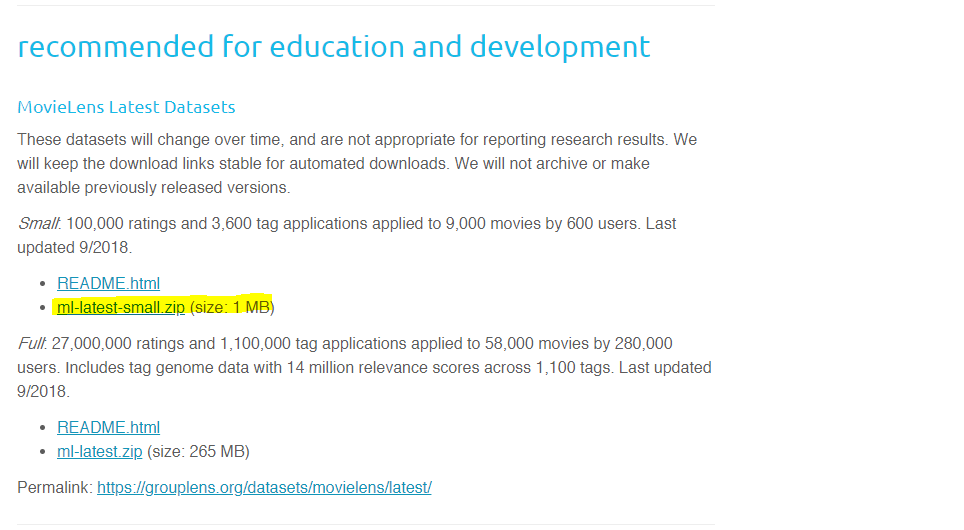 recommended for education and development
MovieLens Latest Datasets
These datasets will change over time, and are not appropriate for reporting research results. We
will keep the download links stable for automated downloads. We will not archive or make
available previously released versions.
Small: 100,000 ratings and 3,600 tag applications applied to 9,000 movies by 600 users. Last
updated 9/2018.
• README.html
• ml-latest-small.zip (size: 1 MB)
Full: 27,000,000 ratings and 1,100,000 tag applications applied to 58,000 movies by 280,000
users. Includes tag genome data with 14 million relevance scores across 1,100 tags. Last updated
9/2018.
• README.html
• ml-latest.zip (size: 265 MB)
Permalink: https://grouplens.org/datasets/movielens/latest/